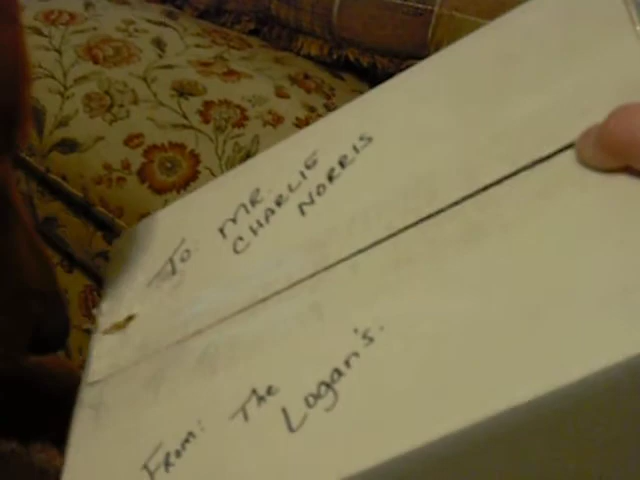 To: MR.
CHARLIE
NORRIS
From: The
Logan's.